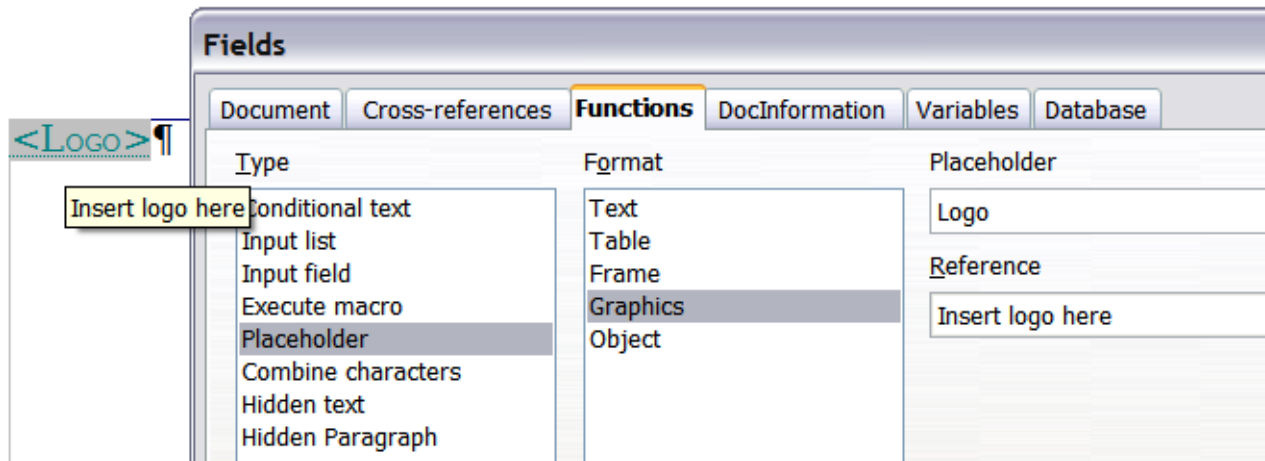 Fields
Document Cross-references Functions DocInformation Variables Database
<Logo>¶
Insert logo here
Type
Conditional text
Input list
Input field
Execute macro
Placeholder
Combine characters
Hidden text
Hidden Paragraph
Format
Text
Table
Frame
Graphics
Object
Placeholder
Logo
Reference
Insert logo here